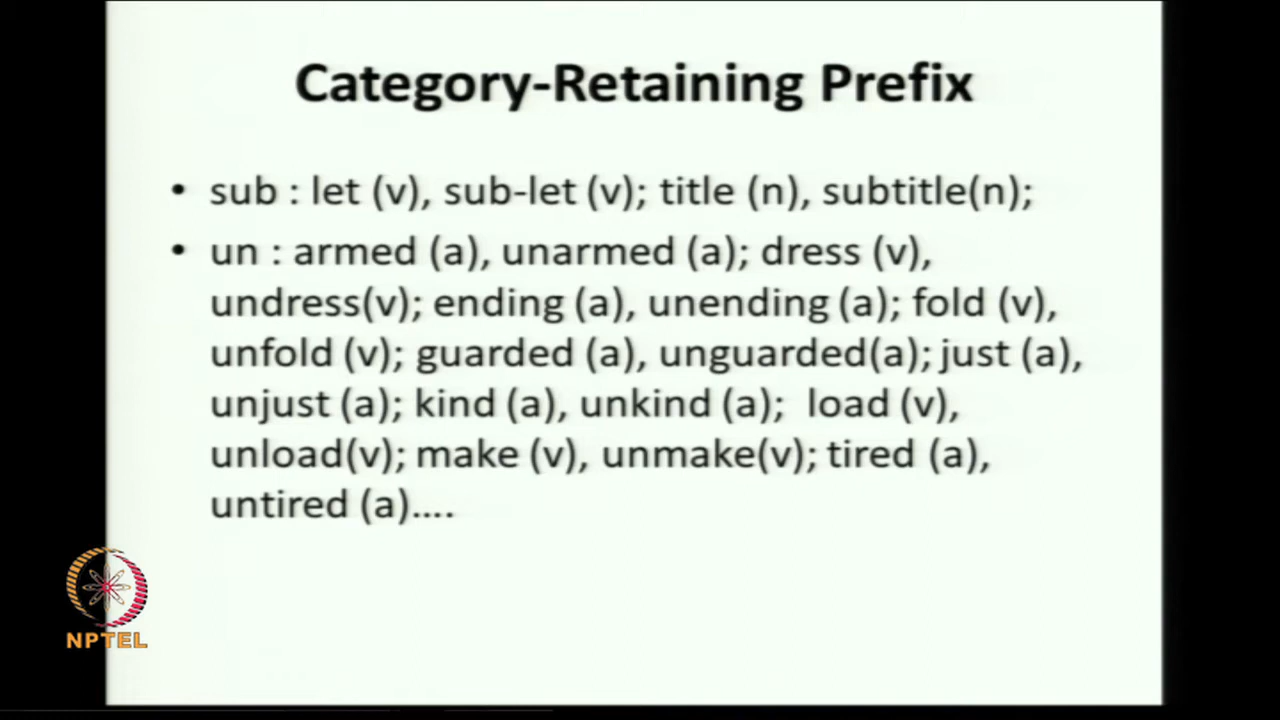 Category-Retaining Prefix
• sub : let (v), sub-let (v); title (n), subtitle(n);
• un : armed (a), unarmed (a); dress (v),
undress(v); ending (a), unending (a); fold (v),
unfold (v); guarded (a), unguarded(a); just (a),
unjust (a); kind (a), unkind (a); load (v),
unload(v); make (v), unmake(v); tired (a),
untired (a)....
NPTEL